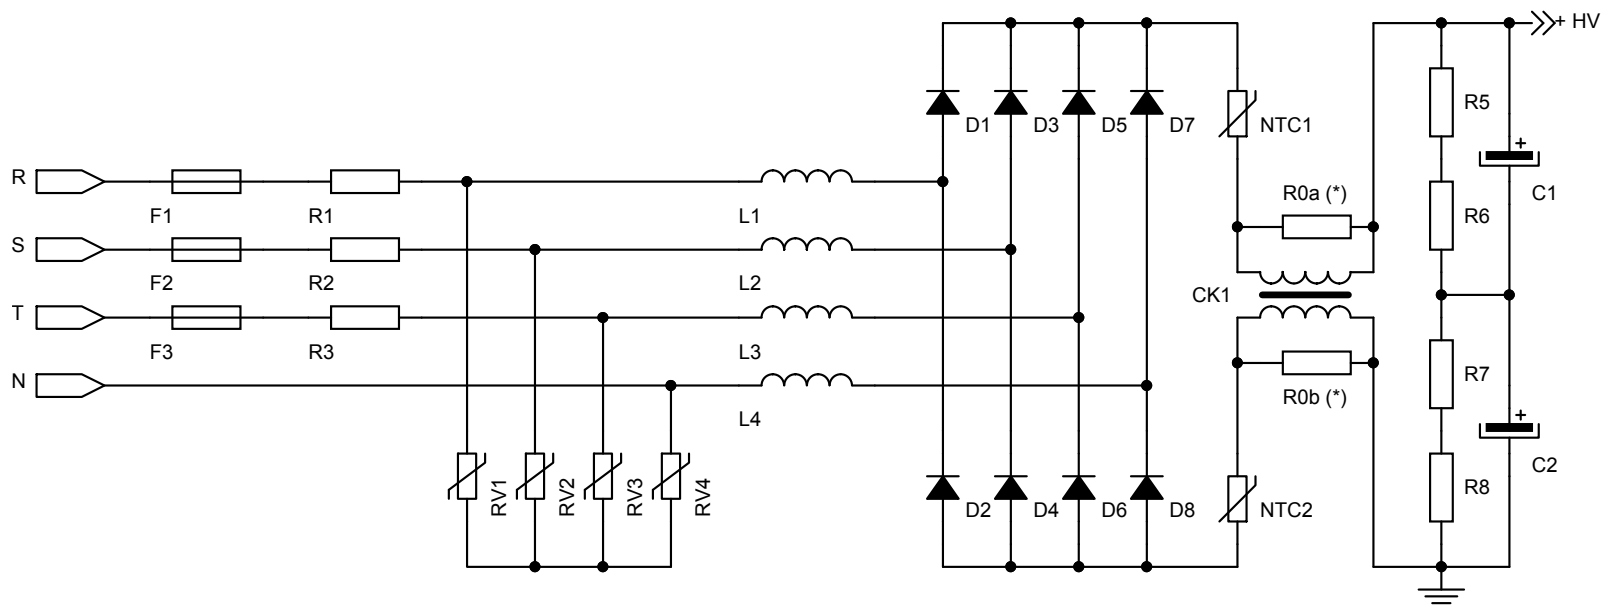 + HV
D1
D3
D5
D7
NTC1
R5
R
F1
R1
L1
R0a (*)
R6
C1
S
F2
R2
L2
CK1
T
F3
R3
L3
R7
N
L4
R0b (*)
C2
RV1
RV2
RV3
RV4
D2
D4
D6
D8
NTC2
R8
+
+